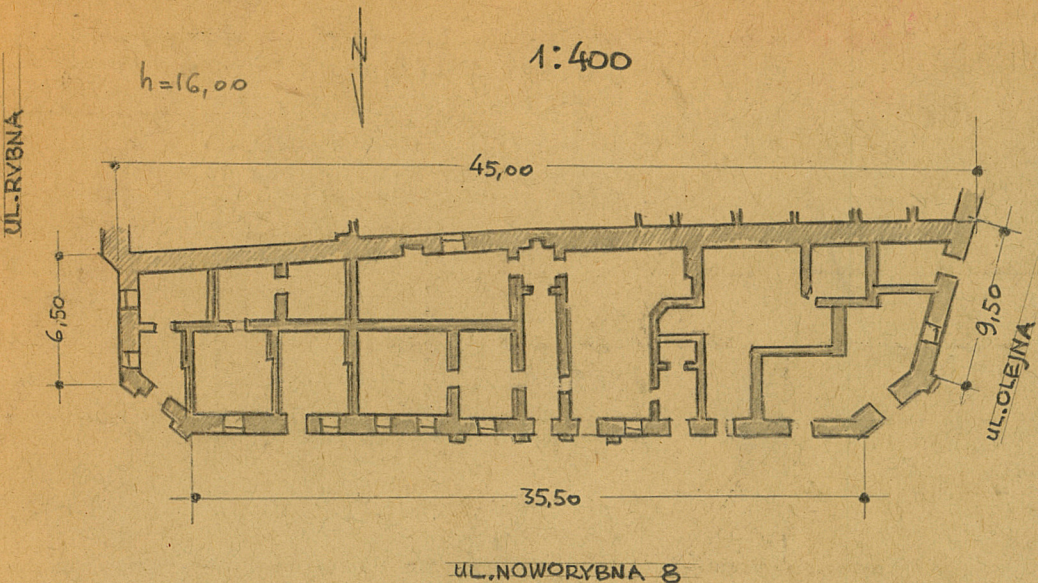 1:400
N
h=16,00
UL.RYBNA
45,00
6,50
9,50
UL.OLEJNA
35,50
UL.NOWORYBNA 8